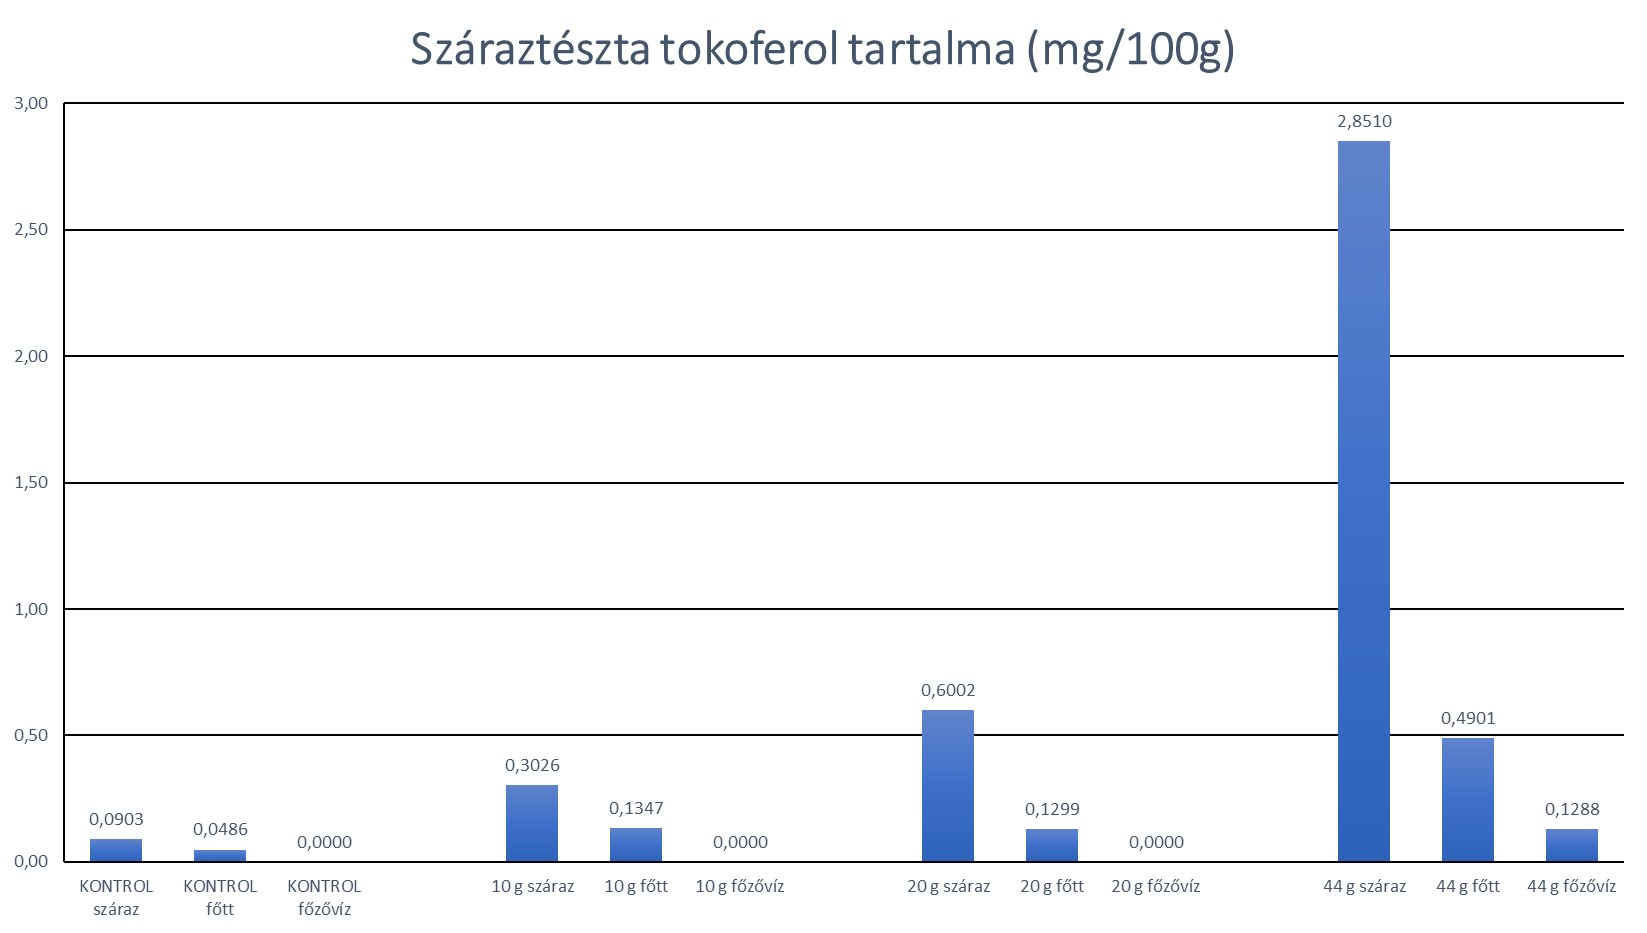 Száraztészta tokoferol tartalma (mg/100g)
3,00
2,50
2,00
1,50
1,00
0,50
0,00
0,0903
0,0486
0,0000
0,3026
0,1347
0,0000
0,6002
0,1299
0,0000
2,8510
0,4901
0,1288
KONTROL
száraz
KONTROL
főtt
KONTROL
főzővíz
10 g száraz
10 g főtt
10 g főzővíz
20 g száraz
20 g főtt
20 g főzővíz
44 g száraz
44 g főtt
44 g főzővíz